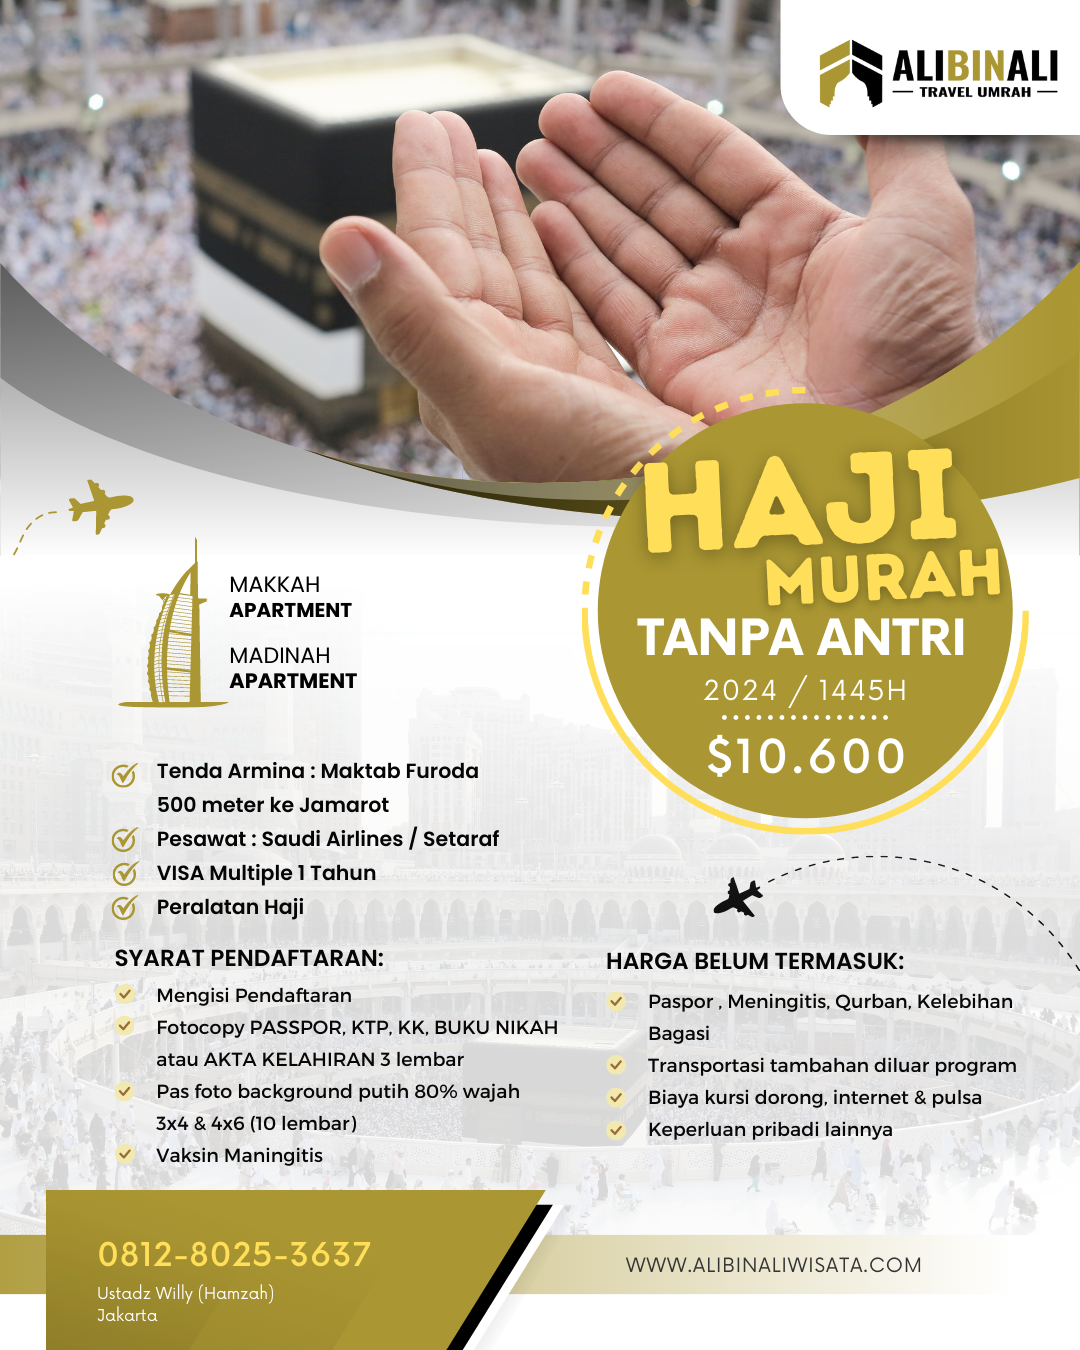 ALIBINALI
TRAVEL UMRAH
HAJI
MURAH
TANPA ANTRI
2024 / 1445H
$10.600
MAKKAH
APARTMENT
MADINAH
APARTMENT
Tenda Armina : Maktab Furoda
500 meter ke Jamarot
Pesawat : Saudi Airlines / Setaraf
VISA Multiple 1 Tahun
Peralatan Haji
SYARAT PENDAFTARAN:
Mengisi Pendaftaran
Fotocopy PASSPOR, KTP, KK, BUKU NIKAH
atau AKTA KELAHIRAN 3 lembar
Pas foto background putih 80% wajah
3x4 & 4x6 (10 lembar)
Vaksin Maningitis
HARGA BELUM TERMASUK:
Paspor , Meningitis, Qurban, Kelebihan
Bagasi
Transportasi tambahan diluar program
Biaya kursi dorong, internet & pulsa
Keperluan pribadi lainnya
0812-8025-3637
Ustadz Willy (Hamzah)
Jakarta
WWW.ALIBINALIWISATA.COM